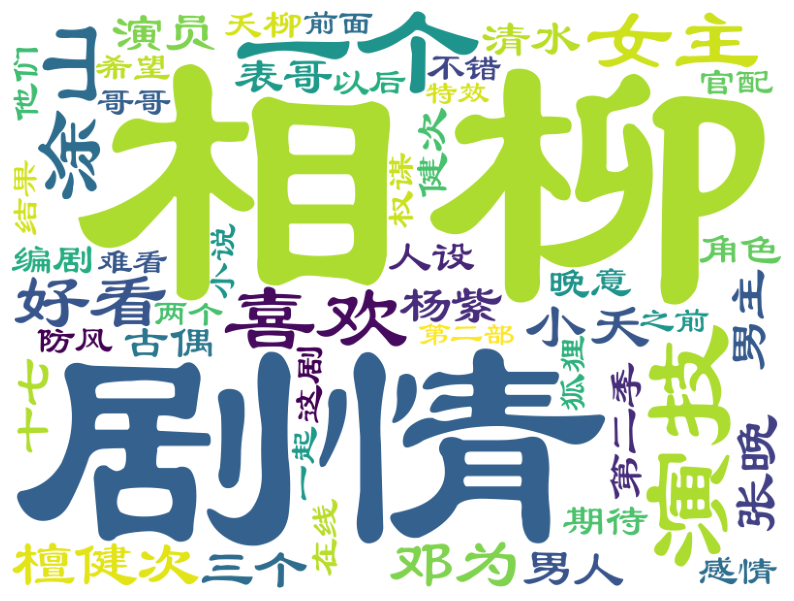 演员
夭柳
前面
一个
清水
女主
他们
涂山
希望
哥哥
表哥
以后
不错
特效
官配
相柳
健次
权谋
结果
小说
编剧
难看
人设
角色
好看
两个
喜欢
杨紫
晚意
防风
古偶
第二部
小夭
之前
男主
十七
剧情
这剧
狐狸
第二季
演技
张晚
一起
在线
期待
檀健次
三个
邓为
男人
感情